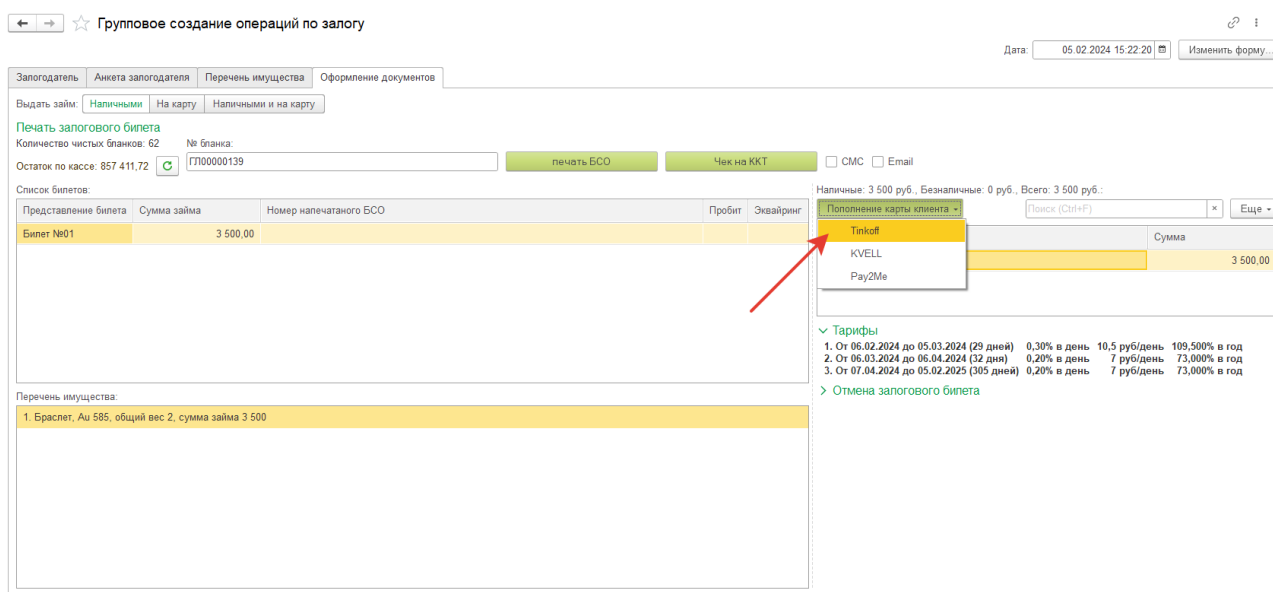 Групповое создание операций по залогу
Дата: 05.02.2024 15:22:20 Изменить форму...
Залогодатель Анкета залогодателя Перечень имущества Оформление документов
Выдать займ: Наличными На карту Наличными и на карту
Печать залогового билета
Количество чистых бланков: 62 № бланка:
Остаток по кассе: 857 411,72 ГЛ00000139 печать БСО Чек на ККТ СМС Email
Список билетов:
Представление билета Сумма займа Номер напечатаного БСО Пробит Эквайринг
Билет №01 3 500,00
Наличные: 3 500 руб., Безналичные: 0 руб., Всего: 3 500 руб.:
Пополнение карты клиента Поиск (Ctrl+F) × Еще
Tinkoff
KVELL
Pay2Me
Сумма
3 500,00
Тарифы
1. От 06.02.2024 до 05.03.2024 (29 дней) 0,30% в день 10,5 руб/день 109,500% в год
2. От 06.03.2024 до 06.04.2024 (32 дня) 0,20% в день 7 руб/день 73,000% в год
3. От 07.04.2024 до 05.02.2025 (305 дней) 0,20% в день 7 руб/день 73,000% в год
Отмена залогового билета
Перечень имущества:
1. Браслет, Au 585, общий вес 2, сумма займа 3 500